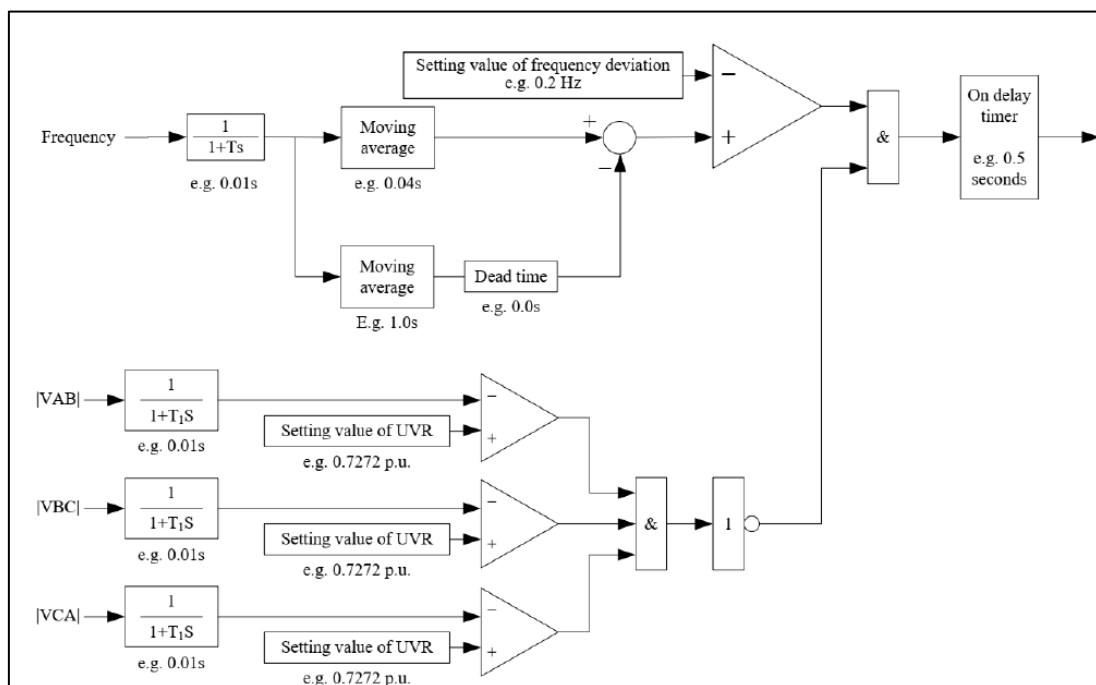 Setting value of frequency deviation
e.g. 0.2 Hz
−
+
Frequency
1
1+Ts
e.g. 0.01s
Moving
average
e.g. 0.04s
+
−
&
On delay
timer
e.g. 0.5
seconds
Moving
average
E.g. 1.0s
Dead time
e.g. 0.0s
|VAB|
1
1+T₁S
e.g. 0.01s
−
Setting value of UVR
+
e.g. 0.7272 p.u.
|VBC|
1
1+T₁S
e.g. 0.01s
−
Setting value of UVR
+
e.g. 0.7272 p.u.
&
1
|VCA|
1
1+T₁S
e.g. 0.01s
−
Setting value of UVR
+
e.g. 0.7272 p.u.